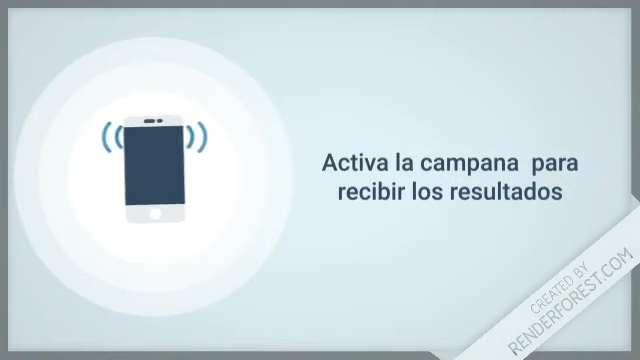 Activa la campana  para
recibir los resultados
CREATED BY
RENDERFOREST.COM